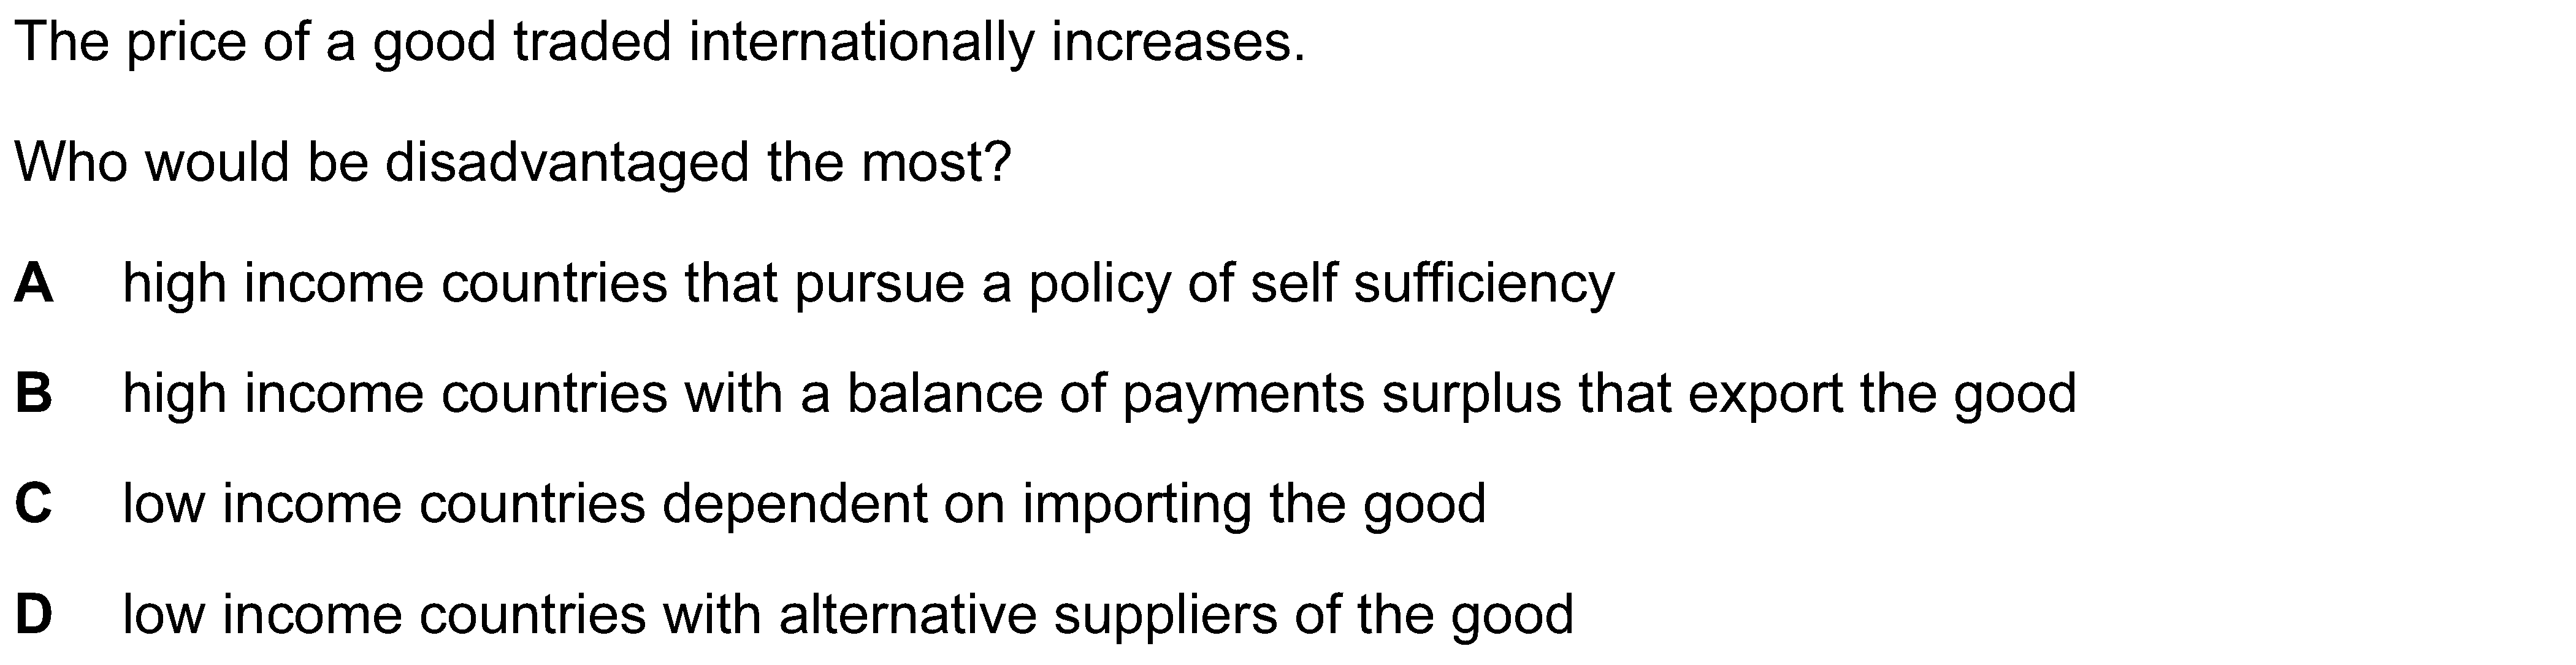 The price of a good traded internationally increases.
Who would be disadvantaged the most?
A high income countries that pursue a policy of self sufficiency
B high income countries with a balance of payments surplus that export the good
C low income countries dependent on importing the good
D low income countries with alternative suppliers of the good